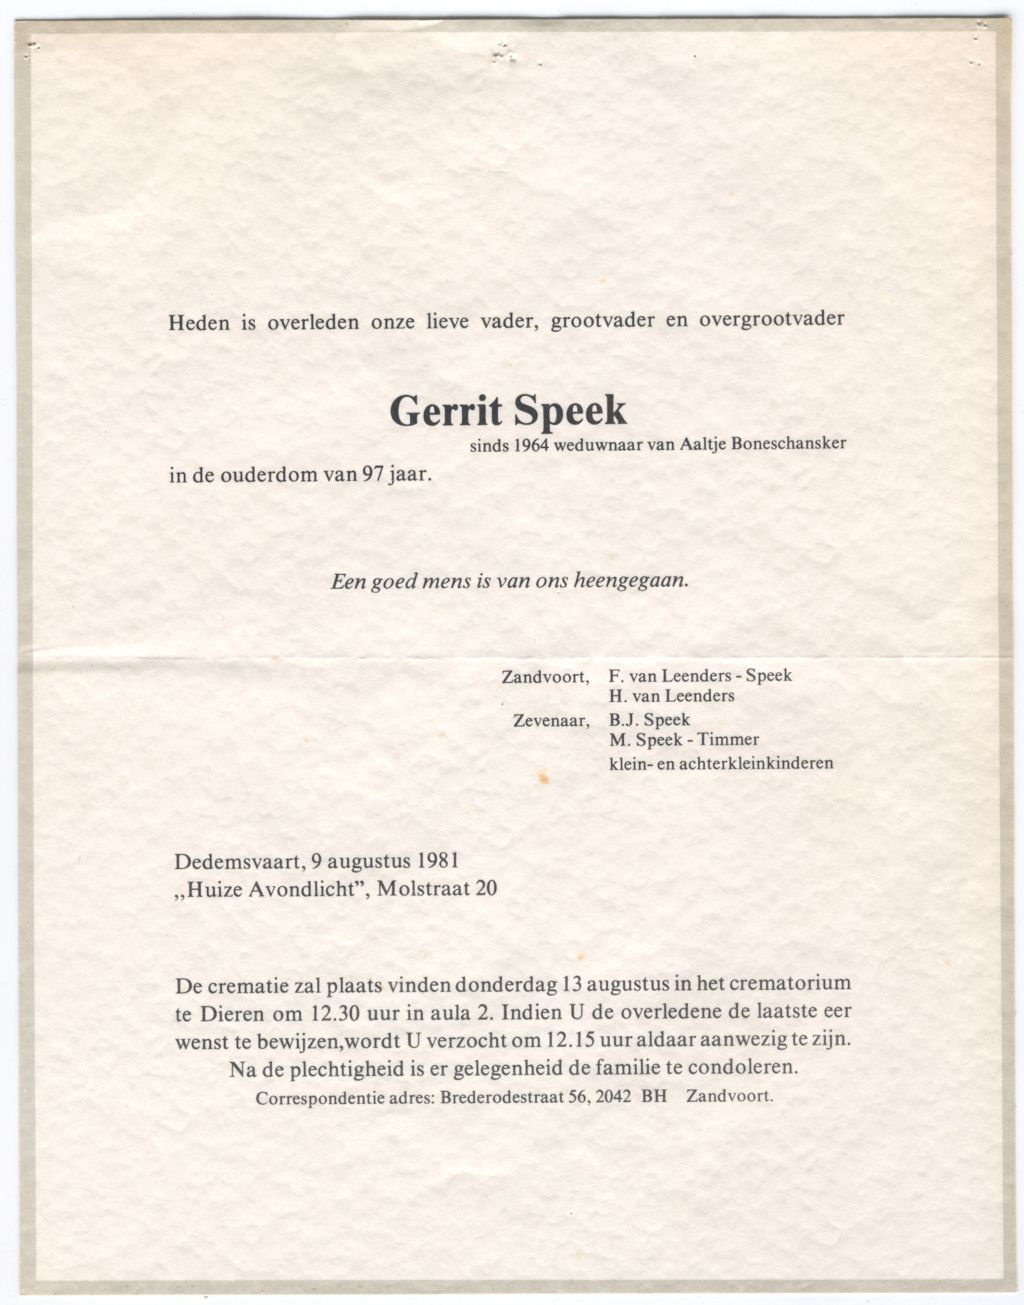 Heden is overleden onze lieve vader, grootvader en overgrootvader
Gerrit Speek
sinds 1964 weduwnaar van Aaltje Boneschansker
in de ouderdom van 97 jaar.
Een goed mens is van ons heengegaan.
Zandvoort, F. van Leenders - Speek
H. van Leenders
Zevenaar, B.J. Speek
M. Speek - Timmer
klein- en achterkleinkinderen
Dedemsvaart, 9 augustus 1981
,,Huize Avondlicht”, Molstraat 20
De crematie zal plaats vinden donderdag 13 augustus in het crematorium
te Dieren om 12.30 uur in aula 2. Indien U de overledene de laatste eer
wenst te bewijzen,wordt U verzocht om 12.15 uur aldaar aanwezig te zijn.
Na de plechtigheid is er gelegenheid de familie te condoleren.
Correspondentie adres: Brederodestraat 56, 2042 BH Zandvoort.